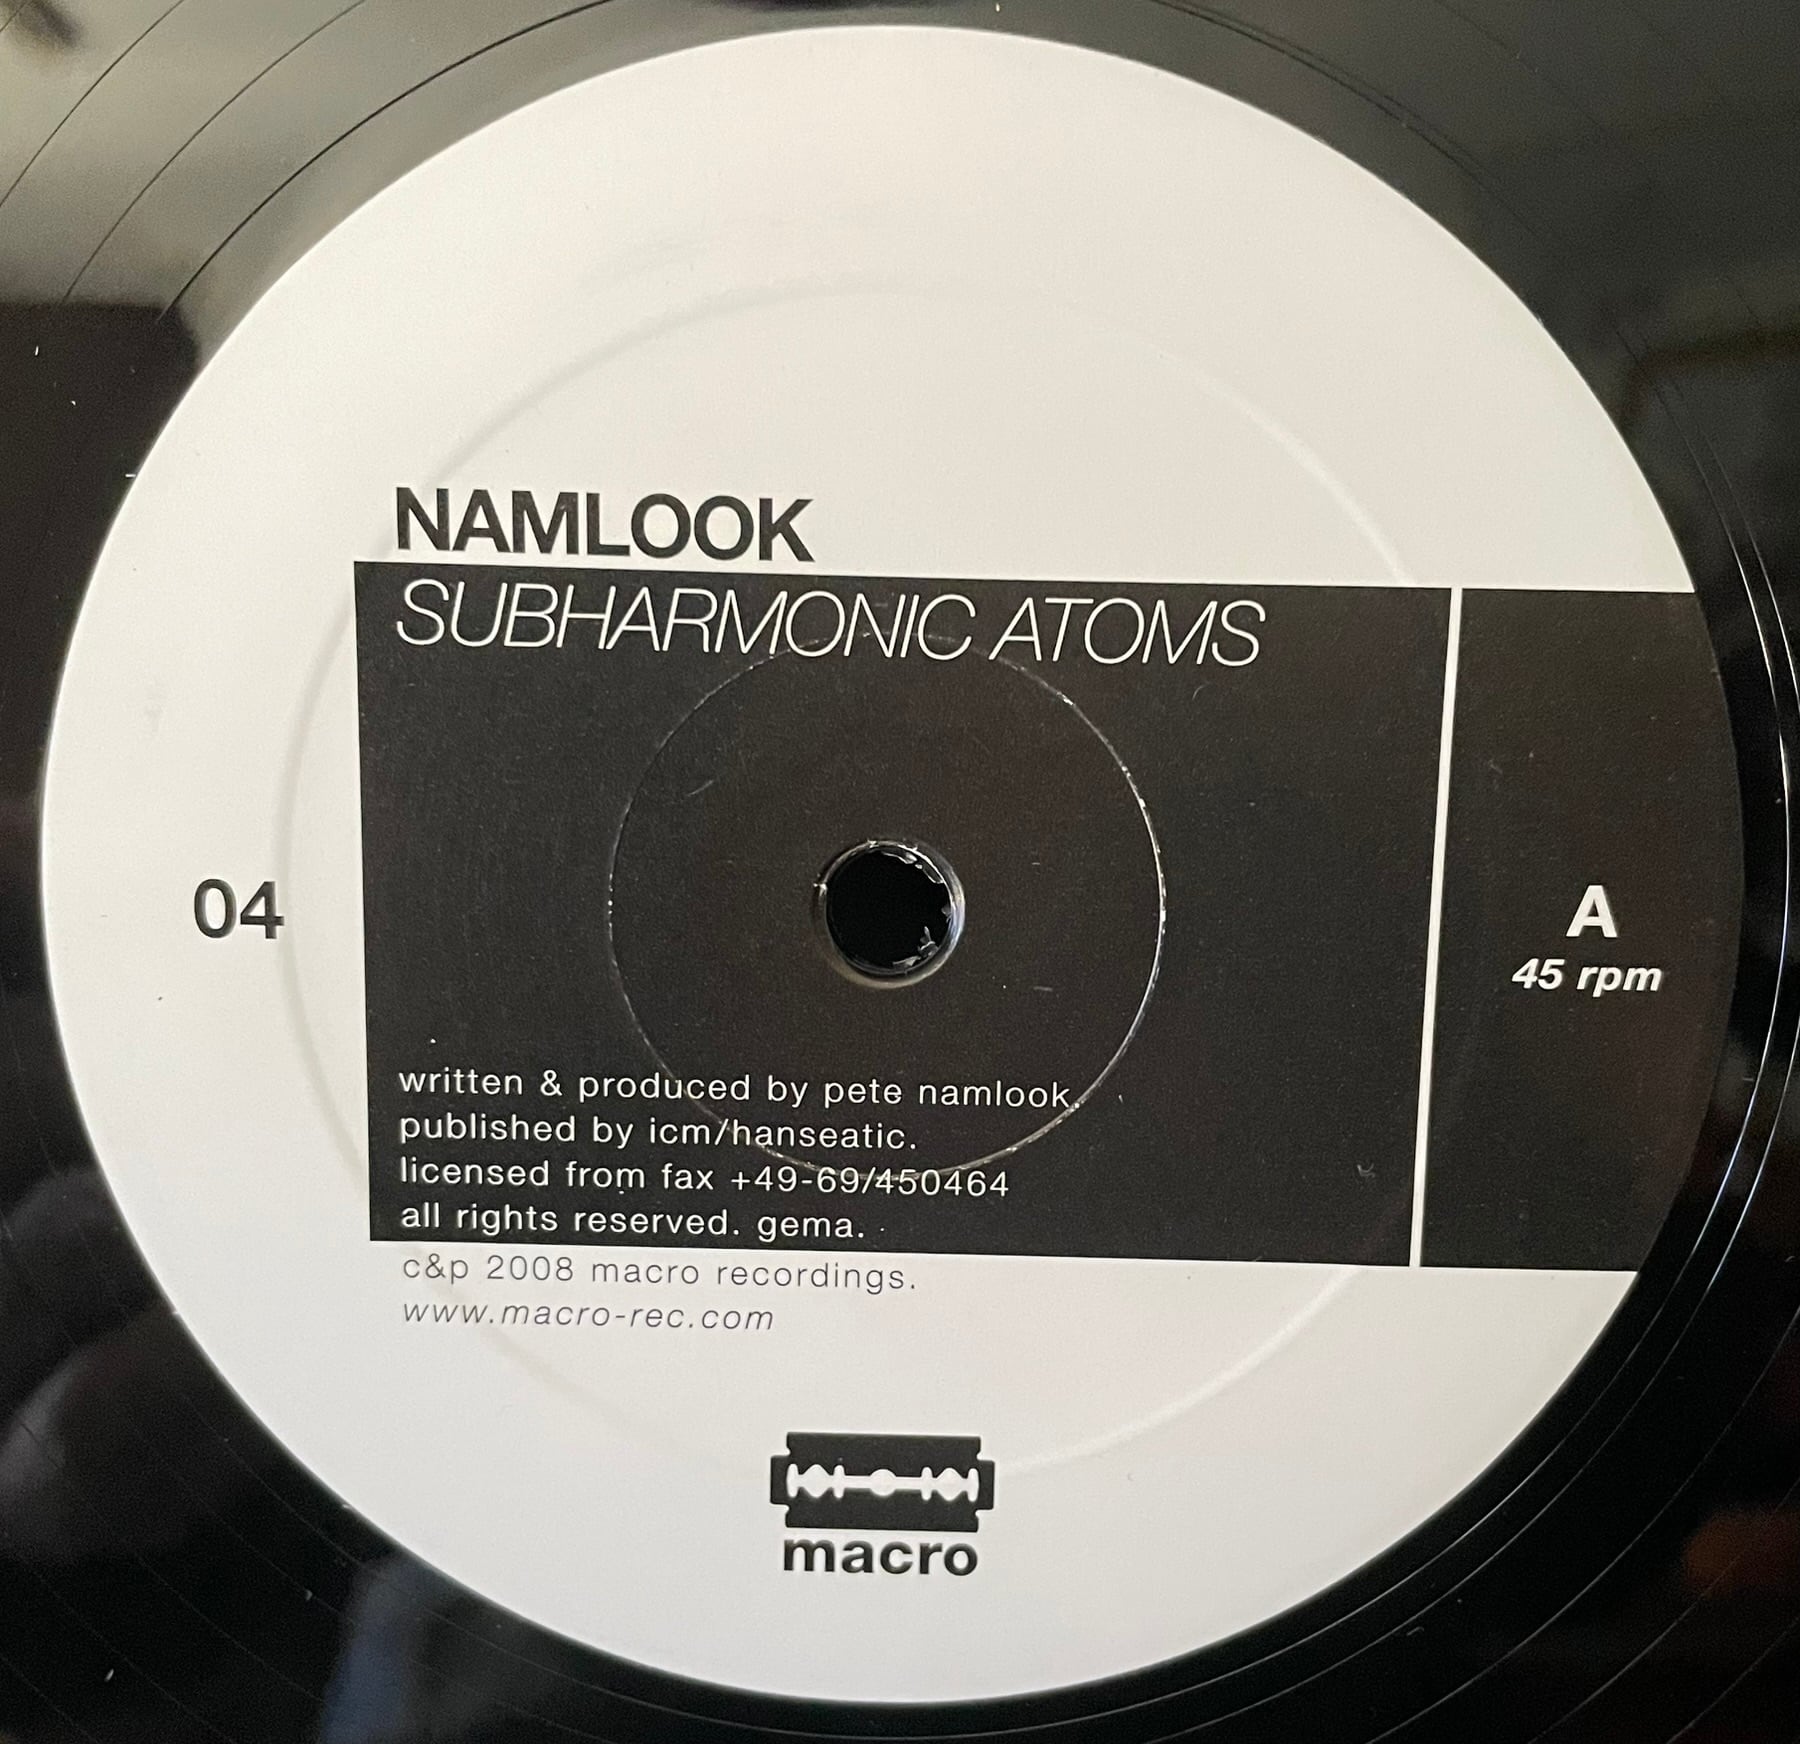 NAMLOOK
SUBHARMONIC ATOMS
04
A
45 rpm
written & produced by pete namlook.
published by icm/hanseatic.
licensed from fax +49-69/450464
all rights reserved. gema.
c&p 2008 macro recordings.
www.macro-rec.com
macro